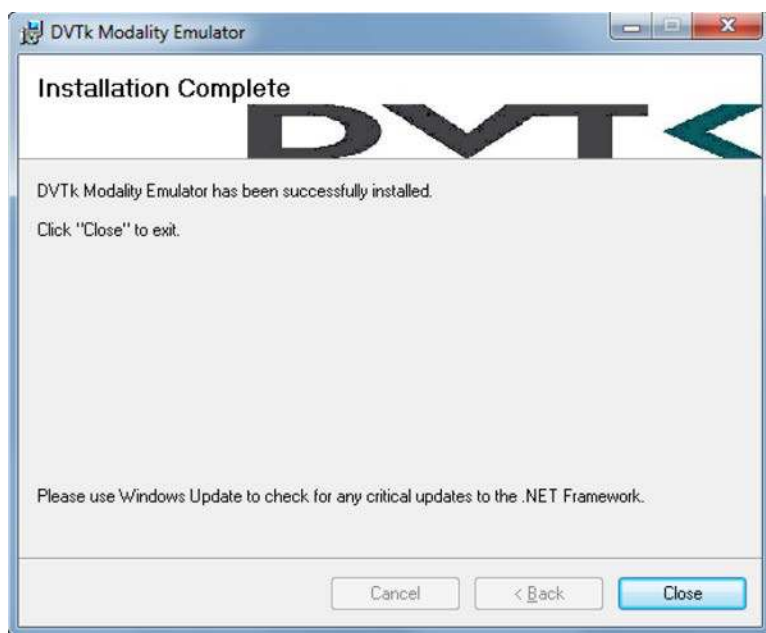 DVTk Modality Emulator
Installation Complete
DVTK
DVTk Modality Emulator has been successfully installed.
Click "Close" to exit.
Please use Windows Update to check for any critical updates to the .NET Framework.
Cancel
< Back
Close